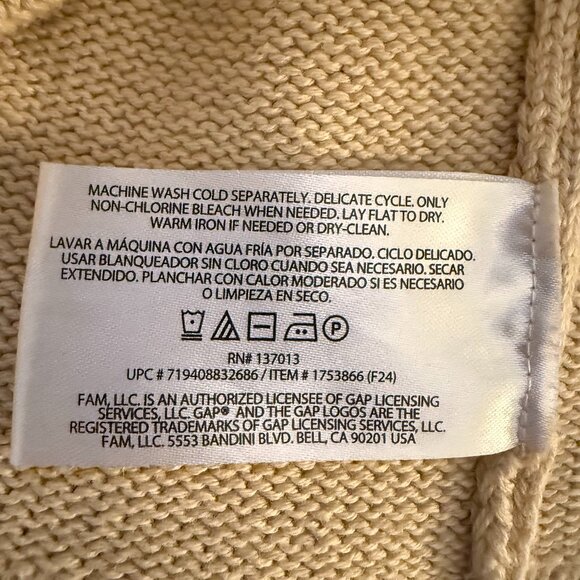 MACHINE WASH COLD SEPARATELY. DELICATE CYCLE. ONLY
NON-CHLORINE BLEACH WHEN NEEDED. LAY FLAT TO DRY.
WARM IRON IF NEEDED OR DRY-CLEAN.
LAVAR A MÁQUINA CON AGUA FRÍA POR SEPARADO. CICLO DELICADO.
USAR BLANQUEADOR SIN CLORO CUANDO SEA NECESARIO. SECAR
EXTENDIDO. PLANCHAR CON CALOR MODERADO SI ES NECESARIO
O LIMPIEZA EN SECO.
P
RN# 137013
UPC # 719408832686 / ITEM # 1753866 (F24)
FAM, LLC. IS AN AUTHORIZED LICENSEE OF GAP LICENSING
SERVICES, LLC. GAP® AND THE GAP LOGOS ARE THE
REGISTERED TRADEMARKS OF GAP LICENSING SERVICES, LLC.
FAM, LLC. 5553 BANDINI BLVD. BELL, CA 90201 USA